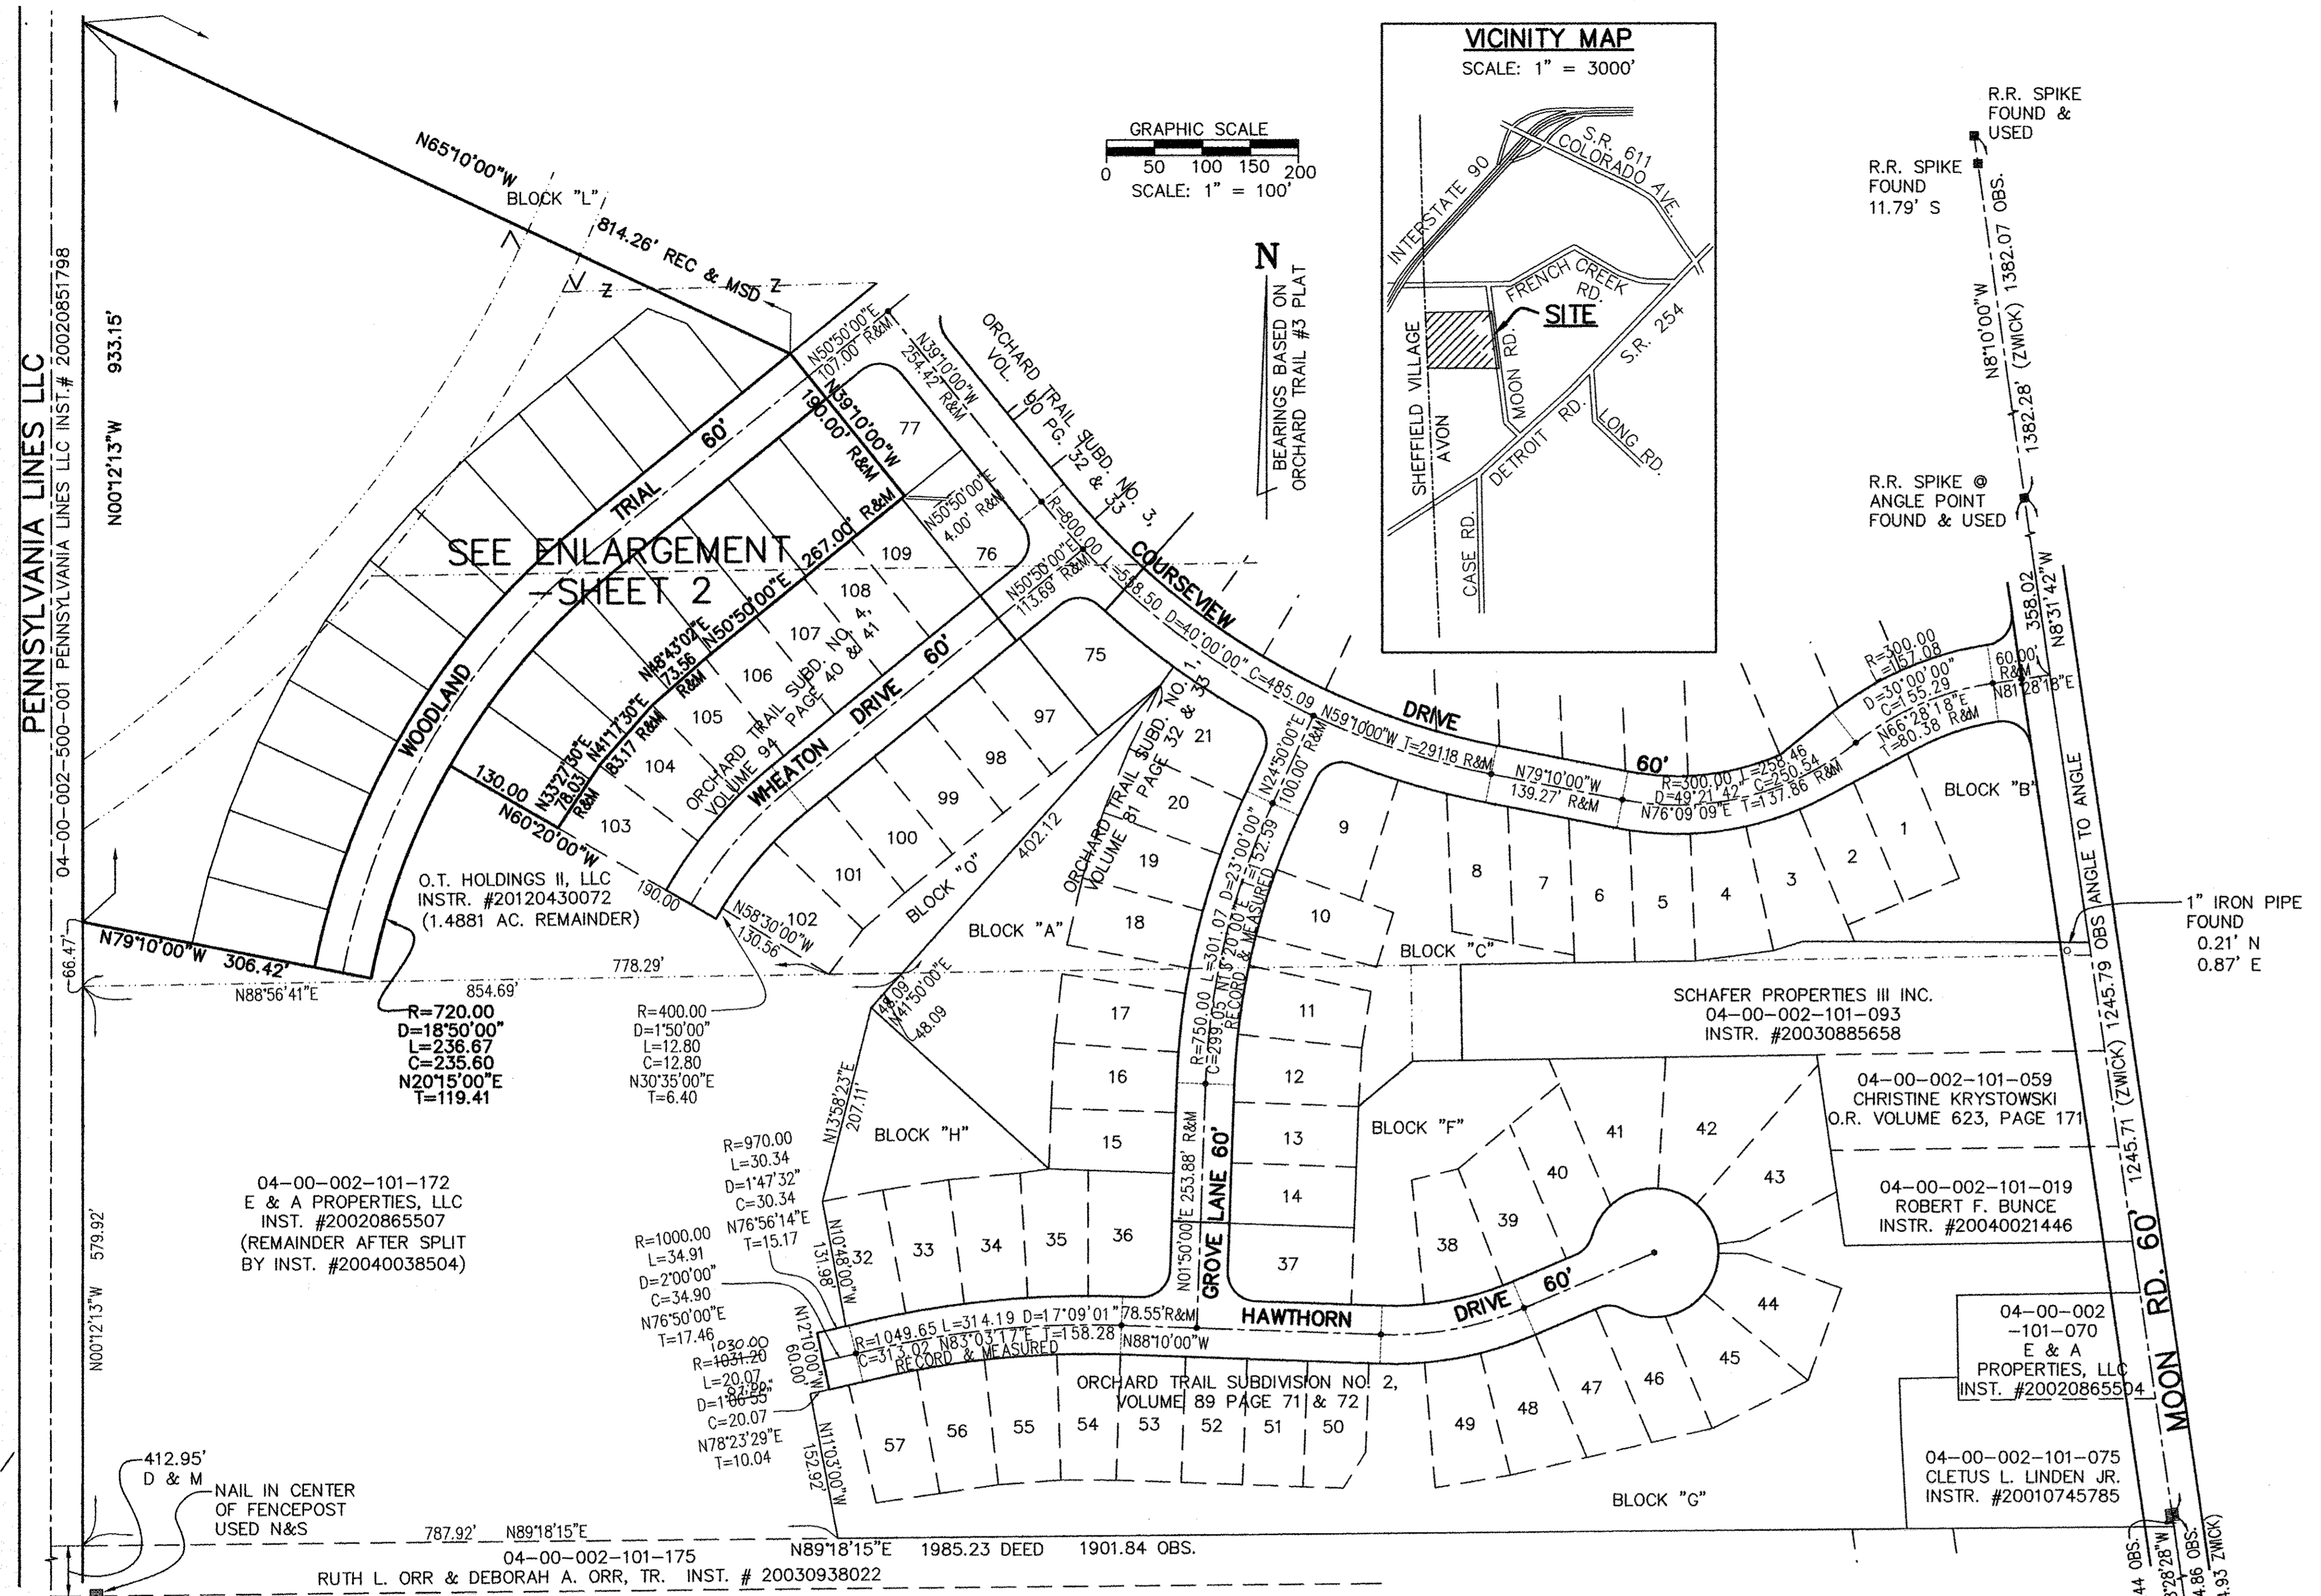 VICINITY MAP
SCALE: 1" = 3000'
S.R. 611
COLORADO AVE.
INTERSTATE 90
FRENCH CREEK
RD.
SITE
SHEFFIELD VILLAGE
AVON
MOON RD.
S.R. 254
DETROIT RD.
LONG RD.
CASE RD.
GRAPHIC SCALE
0 50 100 150 200
SCALE: 1" = 100'
N
BEARINGS BASED ON
ORCHARD TRAIL #3 PLAT
R.R. SPIKE
FOUND &
USED
R.R. SPIKE
FOUND
11.79' S
N8°10'00"W 1382.07 OBS.
1382.28' (ZWICK)
R.R. SPIKE @
ANGLE POINT
FOUND & USED
358.02
N8°31'42"W
PENNSYLVANIA LINES LLC
04-00-002-500-001 PENNSYLVANIA LINES LLC INST.# 20020851798
N00°12'13"W 933.15'
N65°10'00"W
BLOCK "L"
814.26' REC & MSD
Z
Z
N50°50'00"E
107.00' R&M
N39°10'00"W
254.42' R&M
N39°10'00"W
190.00' R&M
77
ORCHARD TRAIL SUBD. NO. 3,
VOL. 90 PG. 32 & 33
WOODLAND TRIAL 60'
SEE ENLARGEMENT
-SHEET 2
N50°50'00"E 267.00' R&M
N50°50'00"E
4.00' R&M
76
109
108
107
106
105
104
103
N48°43'02"E
73.56
R&M
N41°17'30"E
83.17 R&M
N33°27'30"E
78.03
R&M
130.00
N60°20'00"W
190.00
ORCHARD TRAIL SUBD. NO. 4,
VOLUME 94 PAGE 40 & 41
WHEATON DRIVE 60'
N50°50'00"E
113.69' R&M
R=800.00 L=558.50 D=40°00'00" C=485.09 N59°10'00"W T=291.18 R&M
COURSEVIEW DRIVE 60'
75
97
98
99
100
101
102
BLOCK "O"
402.12
N58°30'00"W
130.56
O.T. HOLDINGS II, LLC
INSTR. #20120430072
(1.4881 AC. REMAINDER)
ORCHARD TRAIL SUBD. NO. 1,
VOLUME 81 PAGE 32 & 33
21
20
19
18
BLOCK "A"
N24°50'00"E
100.00' R&M
N79°10'00"W
139.27' R&M
R=300.00 L=258.46
D=49°21'42" C=250.54
N76°09'09"E T=137.86 R&M
R=300.00
L=157.08
D=30°00'00"
C=155.29
N66°28'18"E
T=80.38 R&M
60.00'
R&M
N81°28'18"E
BLOCK "B"
1
2
3
4
5
6
7
8
9
10
BLOCK "C"
R=750.00 L=301.07 D=23°00'00"
C=299.05 N13°20'00"E T=152.59
RECORD & MEASURED
1" IRON PIPE
FOUND
0.21' N
0.87' E
66.47'
N79°10'00"W 306.42'
N88°56'41"E 854.69'
778.29'
R=720.00
D=18°50'00"
L=236.67
C=235.60
N20°15'00"E
T=119.41
R=400.00
D=1°50'00"
L=12.80
C=12.80
N30°35'00"E
T=6.40
48.09'
N41°50'00"E
48.09
17
16
15
11
12
13
14
SCHAFER PROPERTIES III INC.
04-00-002-101-093
INSTR. #20030885658
04-00-002-101-059
CHRISTINE KRYSTOWSKI
O.R. VOLUME 623, PAGE 171
04-00-002-101-019
ROBERT F. BUNCE
INSTR. #20040021446
04-00-002
-101-070
E & A
PROPERTIES, LLC
INST. #20020865504
04-00-002-101-075
CLETUS L. LINDEN JR.
INSTR. #20010745785
1245.71 (ZWICK) 1245.79 OBS ANGLE TO ANGLE
MOON RD. 60'
N13°58'23"E
207.11'
BLOCK "H"
BLOCK "F"
04-00-002-101-172
E & A PROPERTIES, LLC
INST. #20020865507
(REMAINDER AFTER SPLIT
BY INST. #20040038504)
N00°12'13"W 579.92'
R=970.00
L=30.34
D=1°47'32"
C=30.34
N76°56'14"E
T=15.17
R=1000.00
L=34.91
D=2°00'00"
C=34.90
N76°50'00"E
T=17.46
1030.00
R=1031.20
L=20.07
D=1°06'55"
C=20.07
N78°23'29"E
T=10.04
N10°48'00"W
131.98'
N12°10'00"W
60.00'
N11°03'00"W
152.92'
32
33
34
35
36
37
N01°50'00"E 253.88' R&M
GROVE LANE 60'
R=1049.65 L=314.19 D=17°09'01"
C=313.02 N83°03'17"E T=158.28
RECORD & MEASURED
78.55'R&M
N88°10'00"W
HAWTHORN DRIVE 60'
38
39
40
41
42
43
44
45
46
47
48
49
50
51
52
53
54
55
56
57
ORCHARD TRAIL SUBDIVISION NO. 2,
VOLUME 89 PAGE 71 & 72
BLOCK "G"
412.95'
D & M
NAIL IN CENTER
OF FENCEPOST
USED N&S
787.92' N89°18'15"E
N89°18'15"E 1985.23 DEED 1901.84 OBS.
04-00-002-101-175
RUTH L. ORR & DEBORAH A. ORR, TR. INST. # 20030938022
44 OBS.
3°28'28"W
4.86 OBS.
4.93 ZWICK)